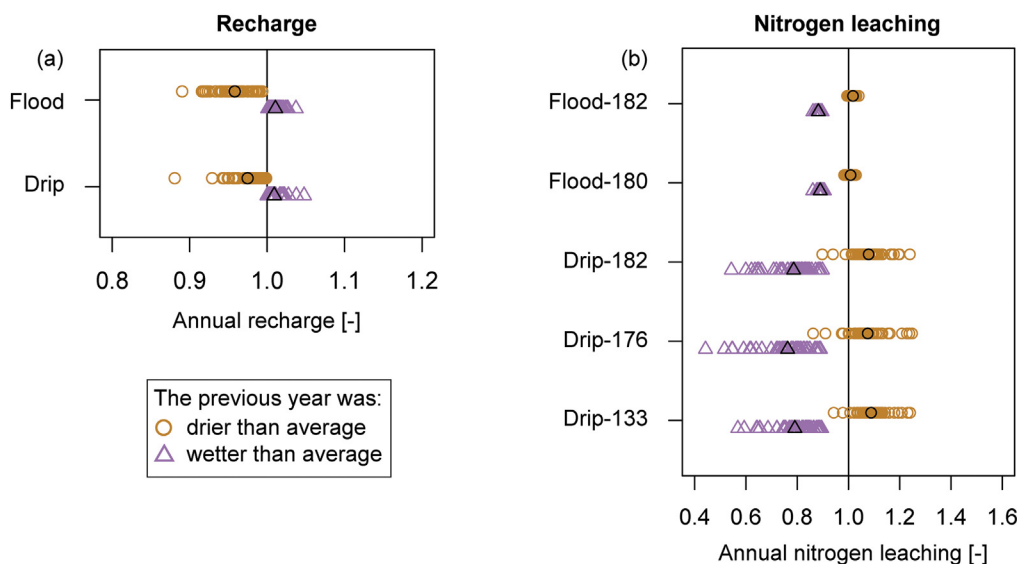 Recharge
(a)
Flood
Drip
0.8 0.9 1.0 1.1 1.2
Annual recharge [-]
The previous year was:
drier than average
wetter than average
Nitrogen leaching
(b)
Flood-182
Flood-180
Drip-182
Drip-176
Drip-133
0.4 0.6 0.8 1.0 1.2 1.4 1.6
Annual nitrogen leaching [-]